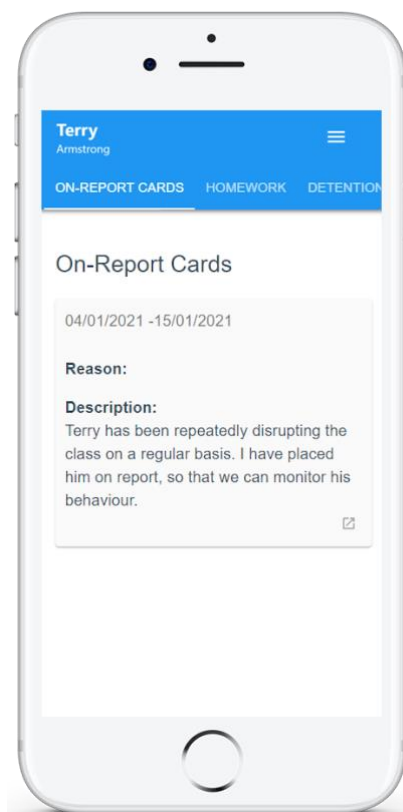 Terry
Armstrong
ON-REPORT CARDS HOMEWORK DETENTION
On-Report Cards
04/01/2021 -15/01/2021
Reason:
Description:
Terry has been repeatedly disrupting the
class on a regular basis. I have placed
him on report, so that we can monitor his
behaviour.